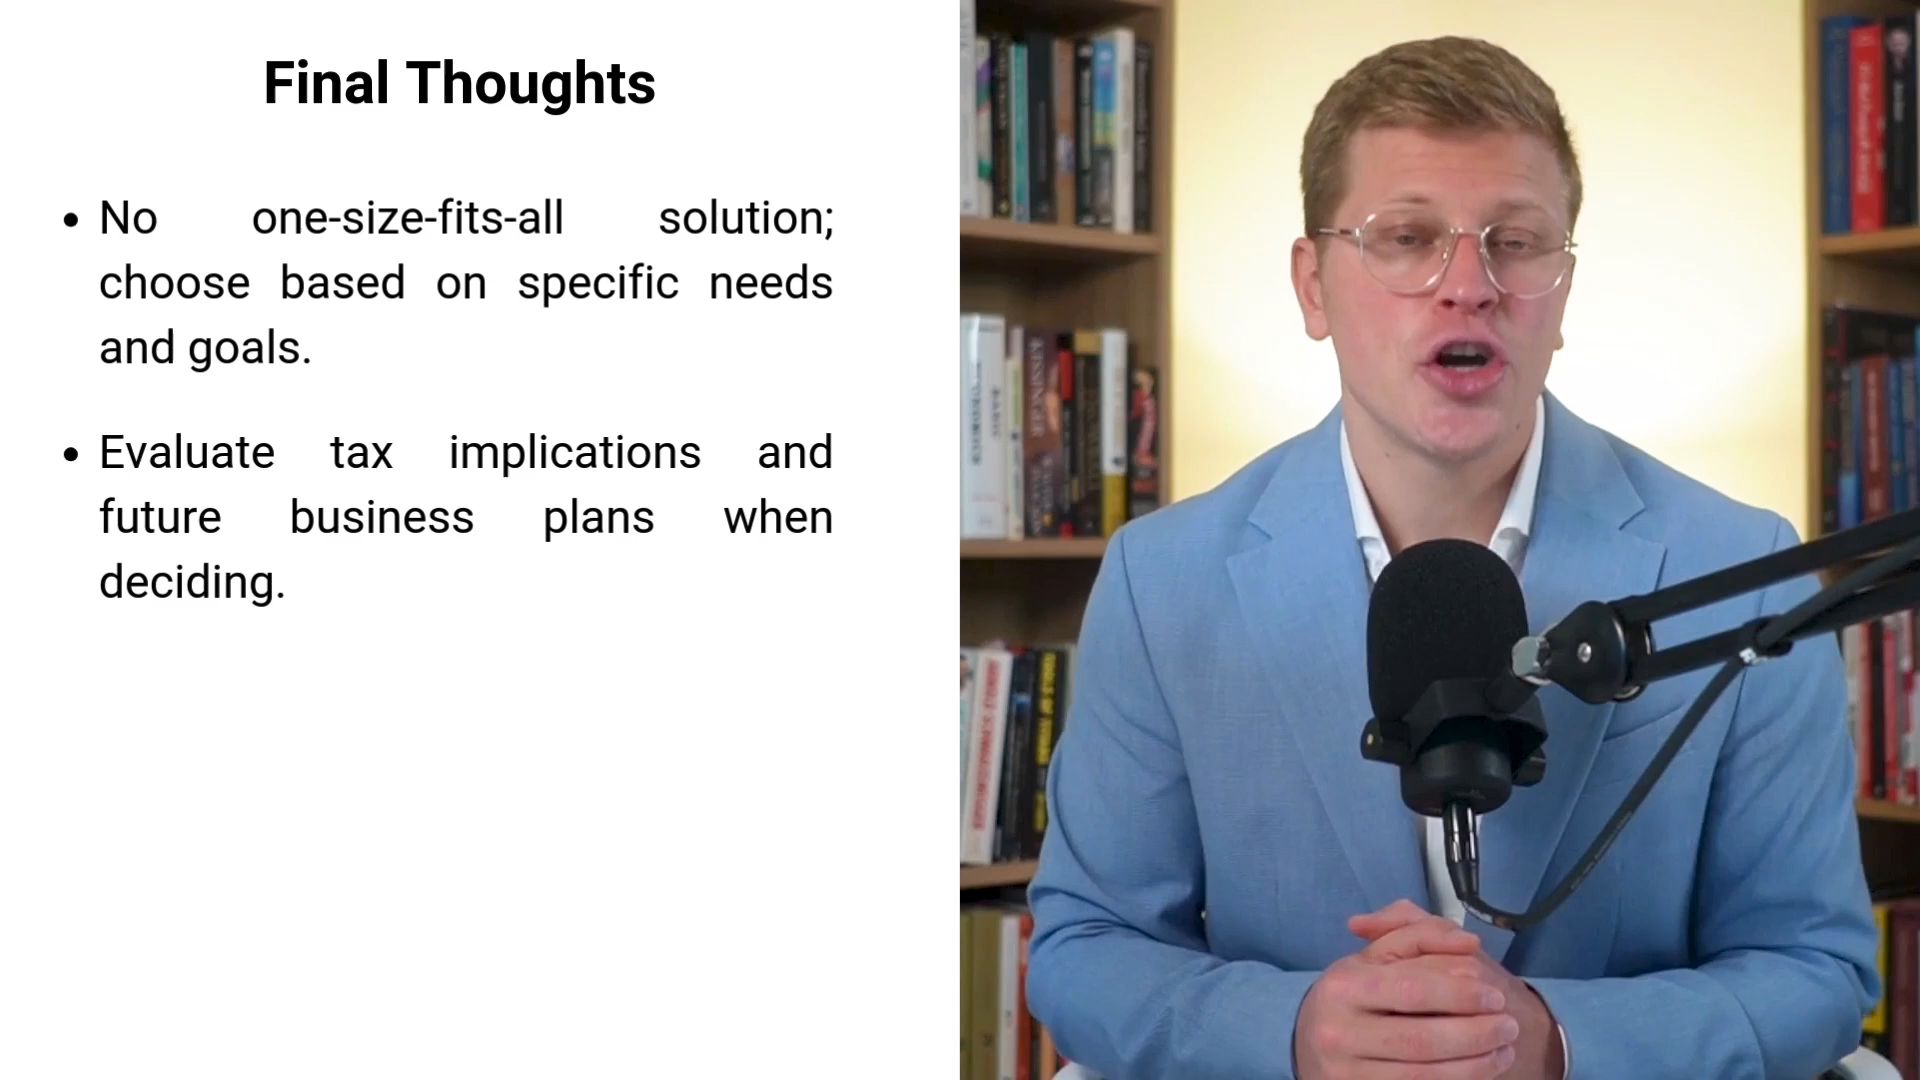 Final Thoughts
• No one-size-fits-all solution;
choose based on specific needs
and goals.
• Evaluate tax implications and
future business plans when
deciding.
KISSINGER